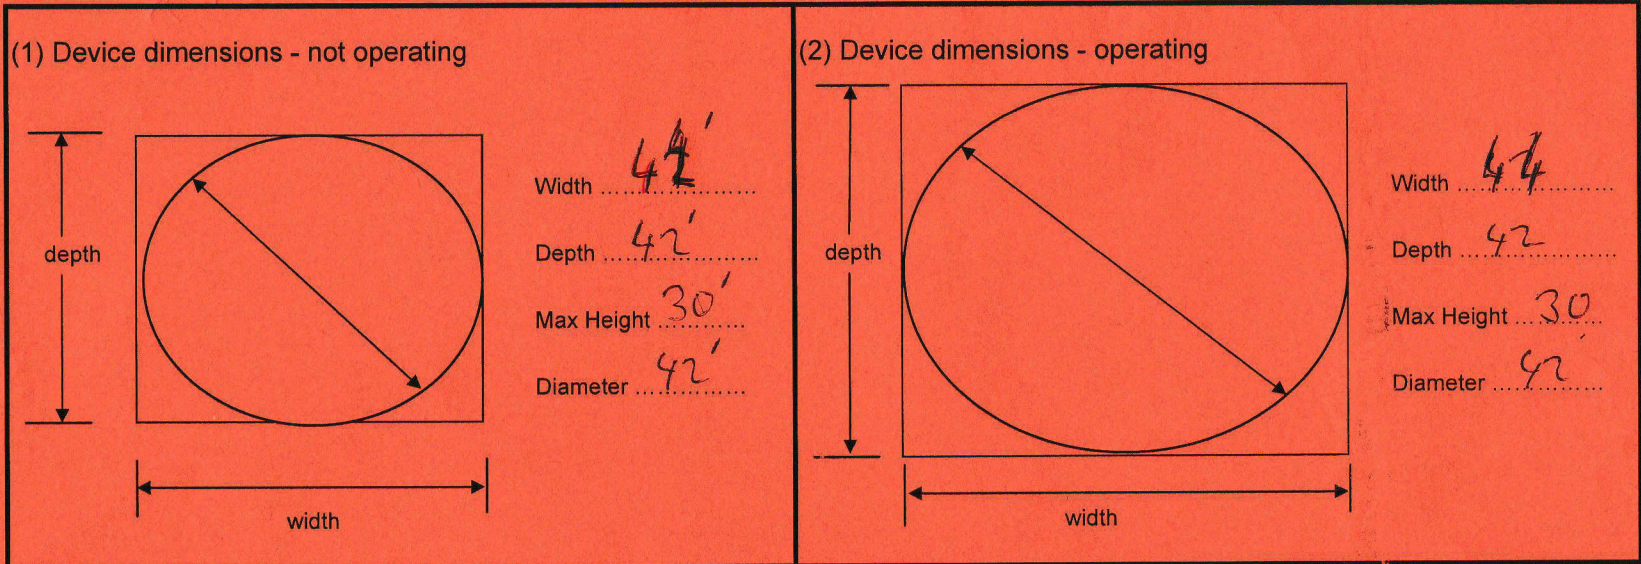 (1) Device dimensions - not operating
depth
Width ..............
Depth 42'
Max Height 30'
Diameter 42'
width
(2) Device dimensions - operating
depth
Width 44
Depth 42
Max Height 30
Diameter 42'
width